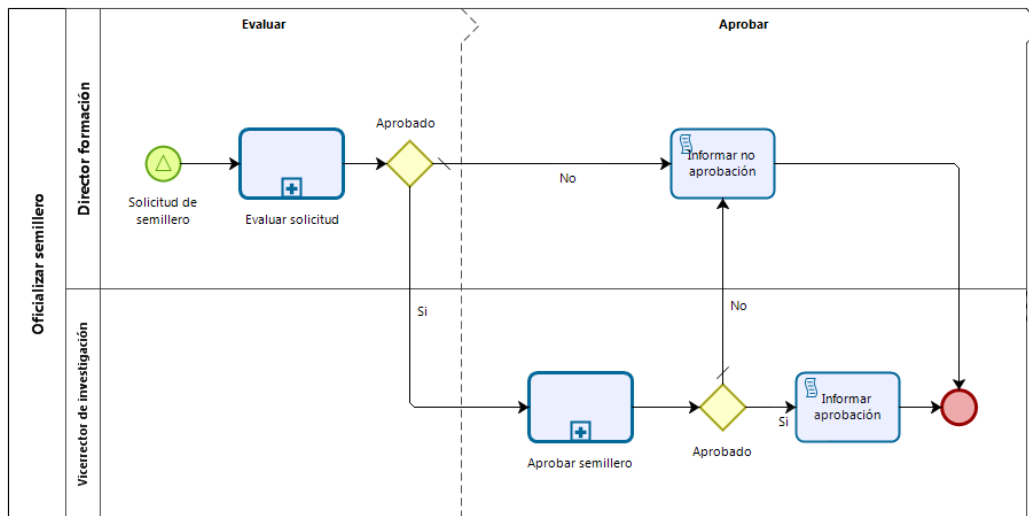 Oficializar semillero
Evaluar
Aprobar
Director formación
Solicitud de
semillero
Evaluar solicitud
Aprobado
No
Informar no
aprobación
Si
No
Vicerrector de investigación
Aprobar semillero
Aprobado
Si
Informar
aprobación